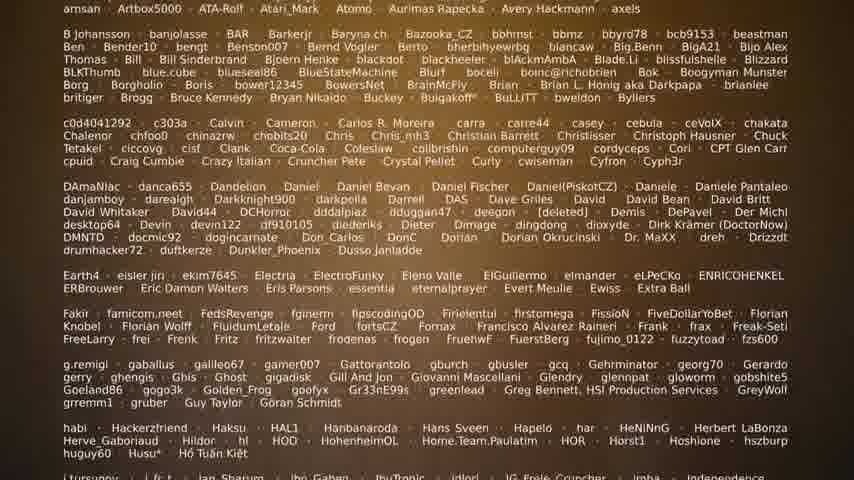 amsan · Artbox5000 · ATA-Rolf · Atari_Mark · Atomo · Aurimas Rapečka · Avery Hackmann · axels
B Johansson · banjolasse · BAR · Barkerjr · Baryna.ch · Bazooka_CZ · bbhmst · bbmz · bbyrd78 · bcb9153 · beastman
Ben · Bender10 · bengt · Benson007 · Bernd Vogler · Berto · bherbihyewrbg · biancaw · Big.Benn · BigA21 · Bijo Alex
Thomas · Bill · Bill Sinderbrand · Bjoern Henke · blackdot · blackheeler · blAckmAmbA · Blade.Li · blissfulshelle · Blizzard
BLKThumb · blue.cube · blueseal86 · BlueStateMachine · Blurf · boceli · boinc@richobrien · Bok · Boogyman Munster
Borg · Borgholio · Boris · bower12345 · BowersNet · BrainMcFly · Brian · Brian L. Honig aka Darkpapa · brianlee
britiger · Brogg · Bruce Kennedy · Bryan Nikaido · Buckey · Bulgakoff · BuLLiTT · bweldon · Byllers
c0d4041292 · c303a · Calvin · Cameron · Carlos R. Moreira · carra · carre44 · casey · cebula · ceVoIX · chakata
Chalenor · chfoo0 · chinazrw · chobits20 · Chris · Chris_mh3 · Christian Barrett · Christisser · Christoph Hausner · Chuck
Tetakel · ciccovg · cisf · Clank · Coca-Cola · Coleslaw · colibrishin · computerguy09 · cordyceps · Cori · CPT Glen Carr
cpuid · Craig Cumbie · Crazy Italian · Cruncher Pete · Crystal Pellet · Curly · cwiseman · Cyfron · Cyph3r
DAmaNIac · danca655 · Dandelion · Daniel · Daniel Bevan · Daniel Fischer · Daniel(PiskotCZ) · Daniele · Daniele Pantaleo
danjamboy · darealgh · Darkknight900 · darkpella · Darrell · DAS · Dave Griles · David · David Bean · David Britt
David Whitaker · David44 · DCHorror · dddalpiaz · dduggan47 · deegon · [deleted] · Demis · DePavel · Der Michl
desktop64 · Devin · devin122 · df910105 · diederiks · Dieter · Dimage · dingdong · dioxyde · Dirk Krämer (DoctorNow)
DMNTD · docmic92 · dogincarnate · Don_Carlos · DonC · Dorian · Dorian Okrucinski · Dr. MaXX · dreh · Drizzdt
drumhacker72 · duftkerze · Dunkler_Phoenix · Dusso Janladde
Earth4 · eisler jiri · ekim7645 · Electria · ElectroFunky · Eleno Valle · ElGuillermo · elmander · eLPeCKo · ENRICOHENKEL
ERBrouwer · Eric Damon Walters · Eris Parsons · essentia · eternalprayer · Evert Meulie · Ewiss · Extra Ball
Fakir · famicom.neet · FedsRevenge · fginerm · fipscodingOD · Firielentul · firstomega · FissioN · FiveDollarYoBet · Florian
Knobel · Florian Wolff · FluidumLetale · Ford · fortsCZ · Fornax · Francisco Alvarez Raineri · Frank · frax · Freak-Seti
FreeLarry · frei · Frenk · Fritz · fritzwalter · frodenas · frogen · FruehwF · FuerstBerg · fujimo_0122 · fuzzytoad · fzs600
g.remigi · gaballus · galileo67 · gamer007 · Gattorantolo · gburch · gbusler · gcq · Gehrminator · georg70 · Gerardo
gerry · ghengis · Ghis · Ghost · gigadisk · Gill And Jon · Giovanni Mascellani · Glendry · glennpat · gloworm · gobshite5
Goeland86 · gogo3k · Golden_Frog · goofyx · Gr33nE99s · greenlead · Greg Bennett, HSI Production Services · GreyWolf
grremm1 · gruber · Guy Taylor · Göran Schmidt
habi · Hackerzfriend · Haksu · HAL1 · Hanbanaroda · Hans Sveen · Hapelo · har · HeNiNnG · Herbert LaBonza
Herve_Gaboriaud · Hildor · hl · HOD · HohenheimOL · Home.Team.Paulatim · HOR · Horst1 · Hoshione · hszburp
huguy60 · Husu* · Hồ Tuấn Kiệt